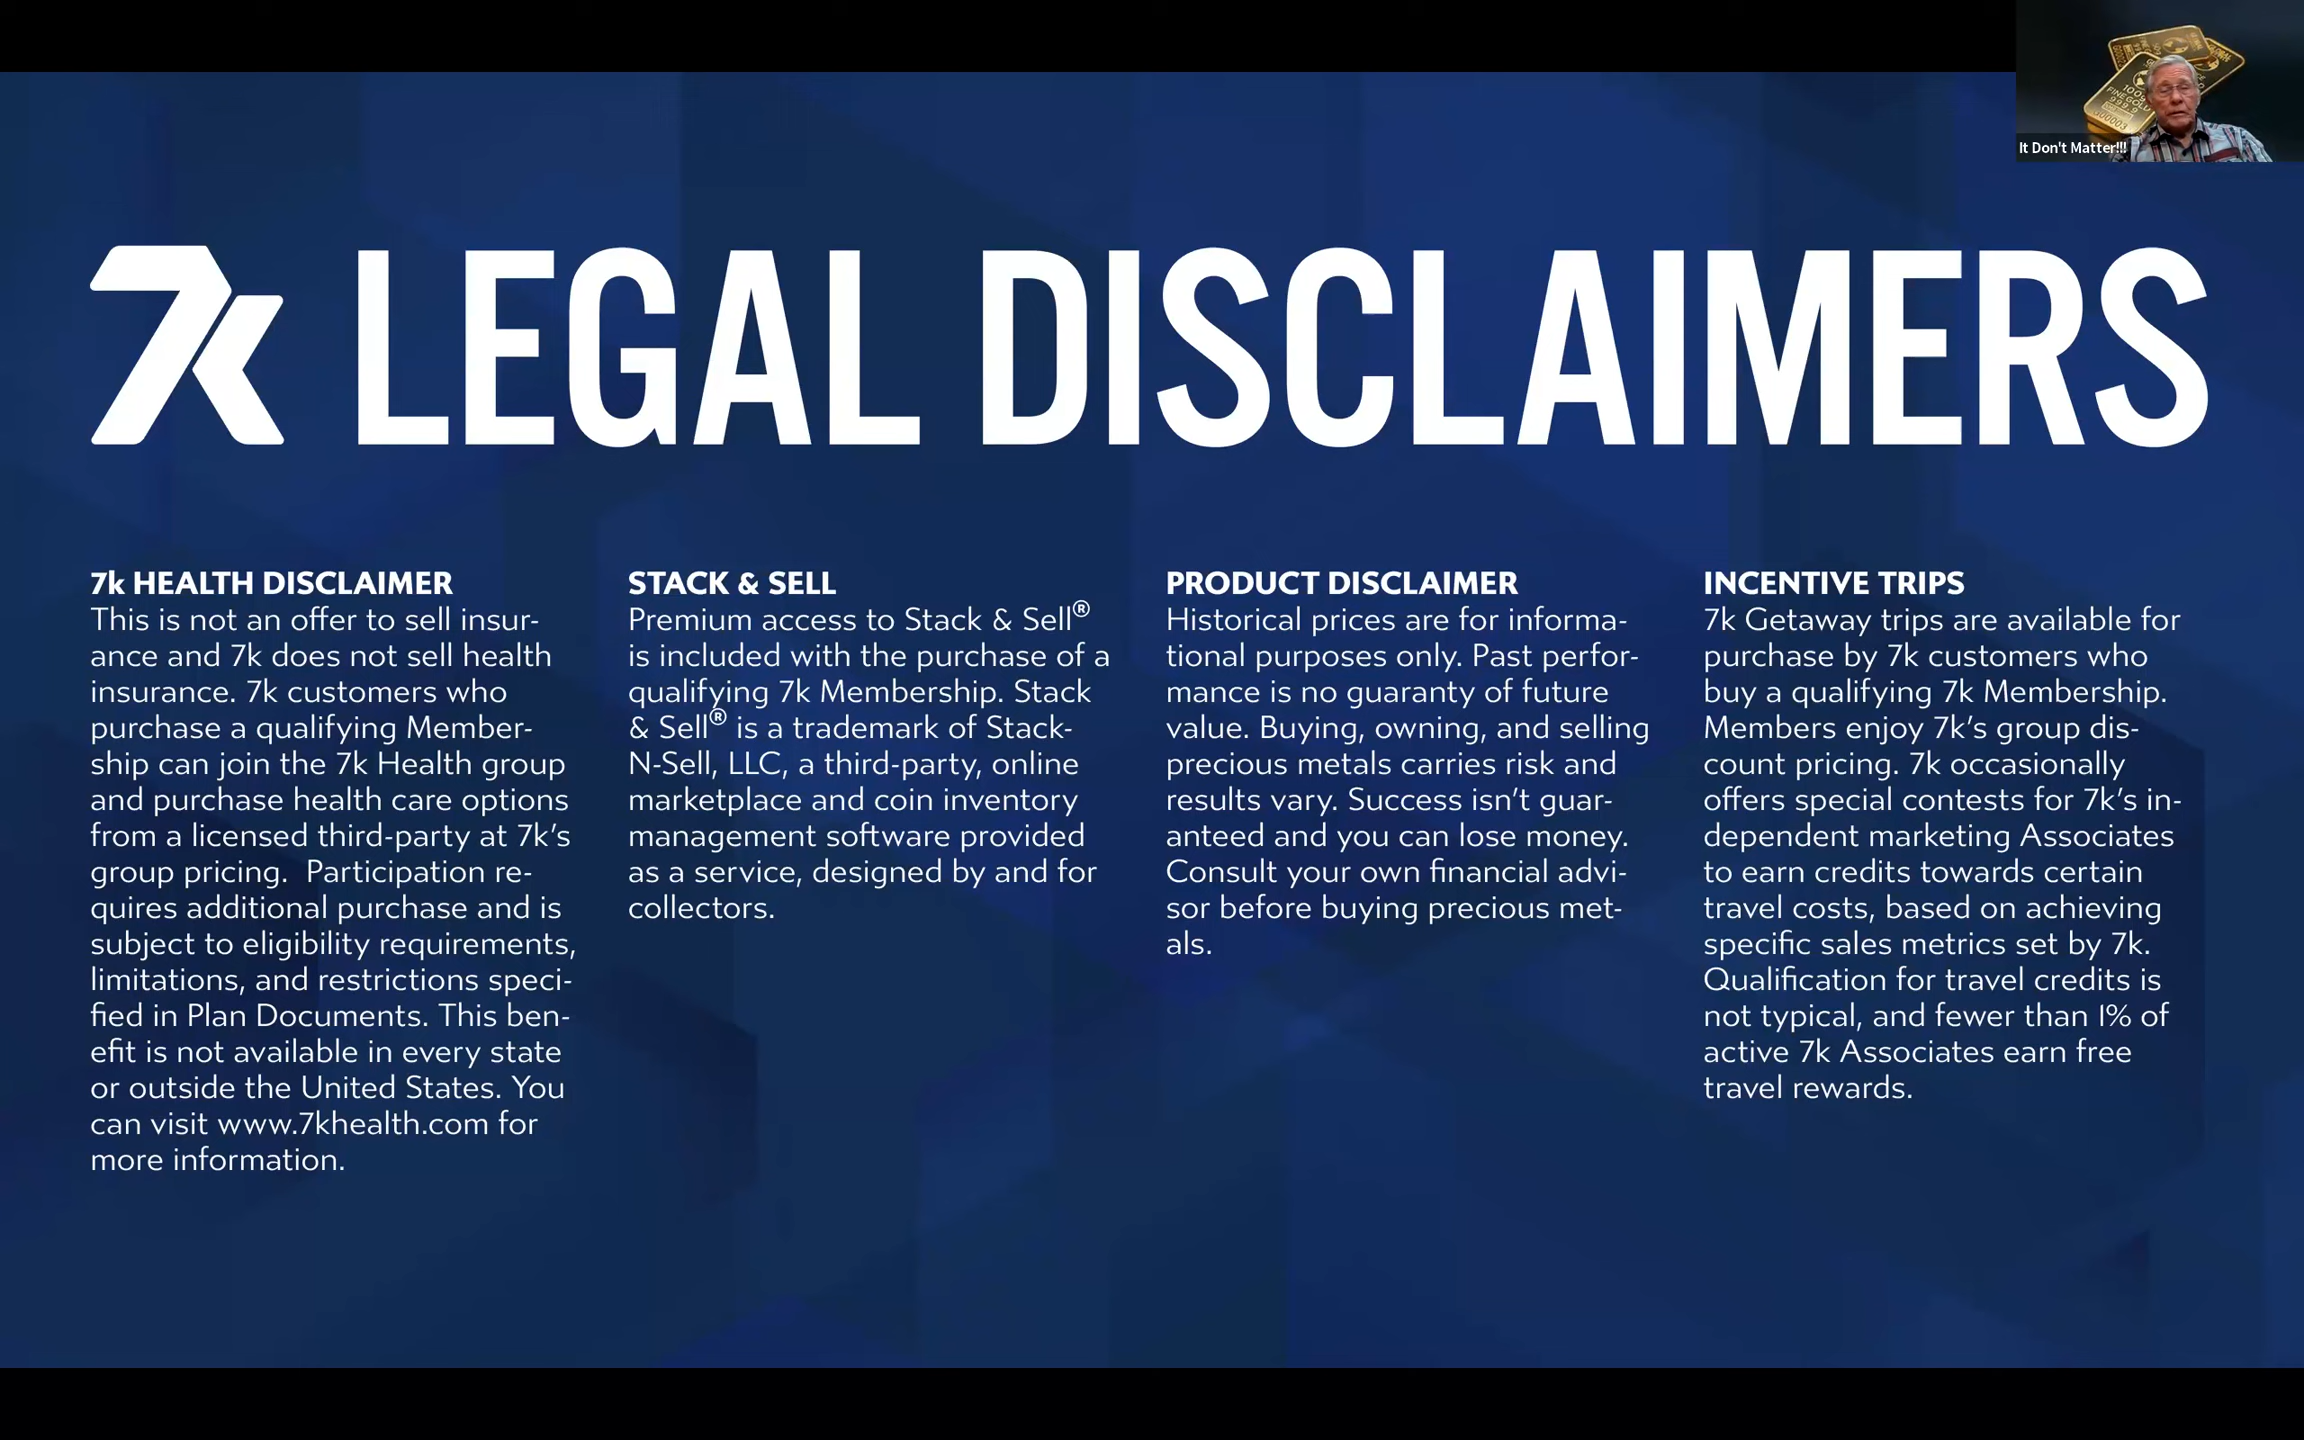 It Don't Matter!!!
7k LEGAL DISCLAIMERS
7k HEALTH DISCLAIMER
This is not an offer to sell insur-
ance and 7k does not sell health
insurance. 7k customers who
purchase a qualifying Member-
ship can join the 7k Health group
and purchase health care options
from a licensed third-party at 7k's
group pricing.  Participation re-
quires additional purchase and is
subject to eligibility requirements,
limitations, and restrictions speci-
fied in Plan Documents. This ben-
efit is not available in every state
or outside the United States. You
can visit www.7khealth.com for
more information.
STACK & SELL
Premium access to Stack & Sell®
is included with the purchase of a
qualifying 7k Membership. Stack
& Sell® is a trademark of Stack-
N-Sell, LLC, a third-party, online
marketplace and coin inventory
management software provided
as a service, designed by and for
collectors.
PRODUCT DISCLAIMER
Historical prices are for informa-
tional purposes only. Past perfor-
mance is no guaranty of future
value. Buying, owning, and selling
precious metals carries risk and
results vary. Success isn't guar-
anteed and you can lose money.
Consult your own financial advi-
sor before buying precious met-
als.
INCENTIVE TRIPS
7k Getaway trips are available for
purchase by 7k customers who
buy a qualifying 7k Membership.
Members enjoy 7k's group dis-
count pricing. 7k occasionally
offers special contests for 7k's in-
dependent marketing Associates
to earn credits towards certain
travel costs, based on achieving
specific sales metrics set by 7k.
Qualification for travel credits is
not typical, and fewer than 1% of
active 7k Associates earn free
travel rewards.